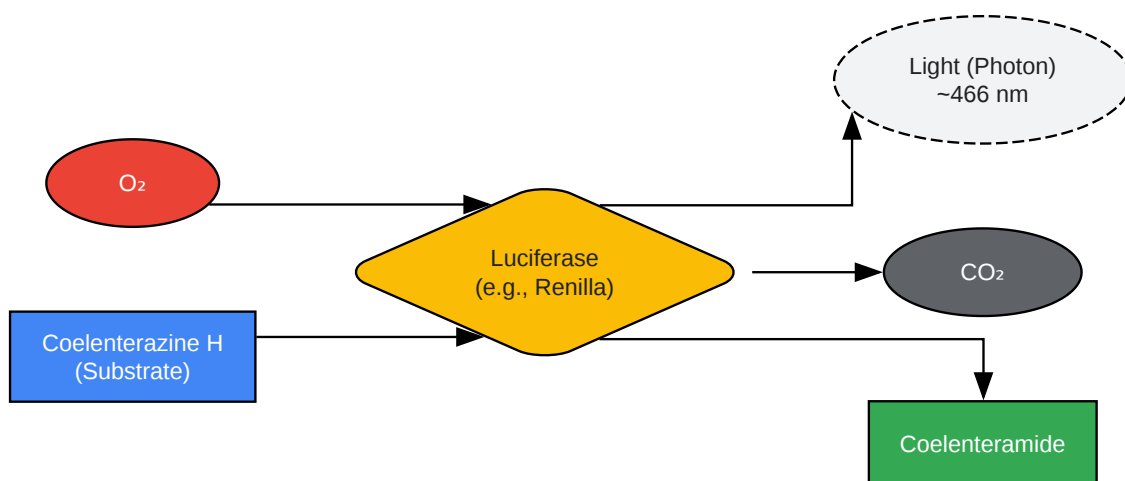 Light (Photon)
~466 nm
O₂
Luciferase
(e.g., Renilla)
CO₂
Coelenterazine H
(Substrate)
Coelenteramide